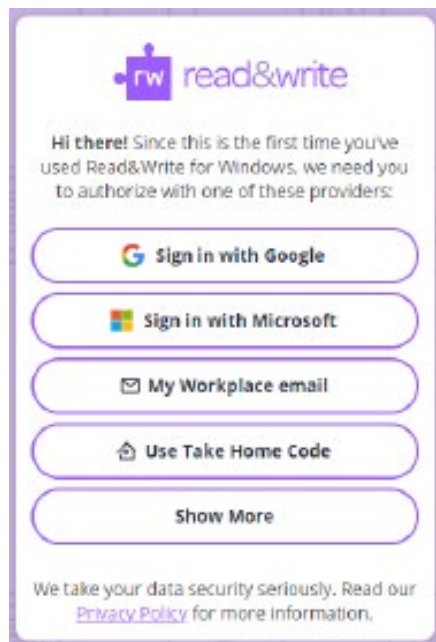 rw read&write
Hi there! Since this is the first time you've
used Read&Write for Windows, we need you
to authorize with one of these providers:
Sign in with Google
Sign in with Microsoft
My Workplace email
Use Take Home Code
Show More
We take your data security seriously. Read our
Privacy Policy for more information.